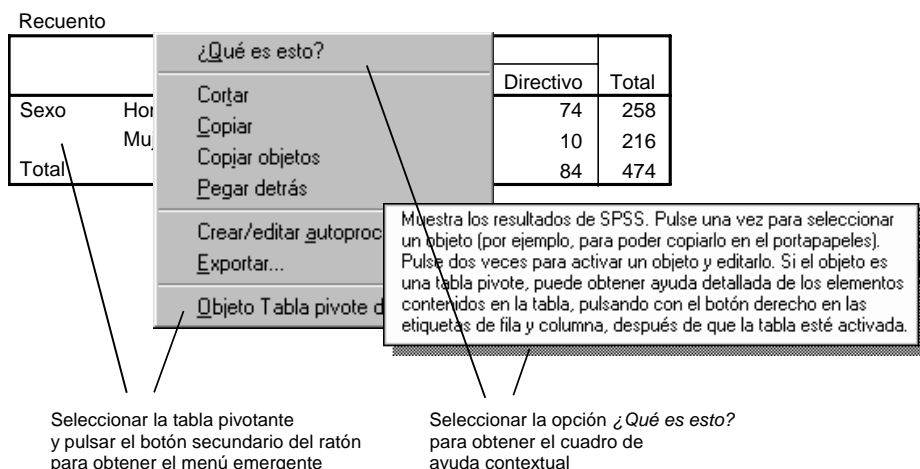 Recuento
¿Qué es esto?
Directivo Total
Cortar
Sexo 74 258
Copiar
10 216
Copiar objetos
Total 84 474
Pegar detrás
Crear/editar
Exportar...
Objeto Tabla pivote
Muestra los resultados de SPSS. Pulse una vez para seleccionar
un objeto (por ejemplo, para poder copiarlo en el portapapeles).
Pulse dos veces para activar un objeto y editarlo. Si el objeto es
una tabla pivote, puede obtener ayuda detallada de los elementos
contenidos en la tabla, pulsando con el botón derecho en las
etiquetas de fila y columna, después de que la tabla esté activada.
Seleccionar la tabla pivotante
y pulsar el botón secundario del ratón
para obtener el menú emergente
Seleccionar la opción ¿Qué es esto?
para obtener el cuadro de
ayuda contextual